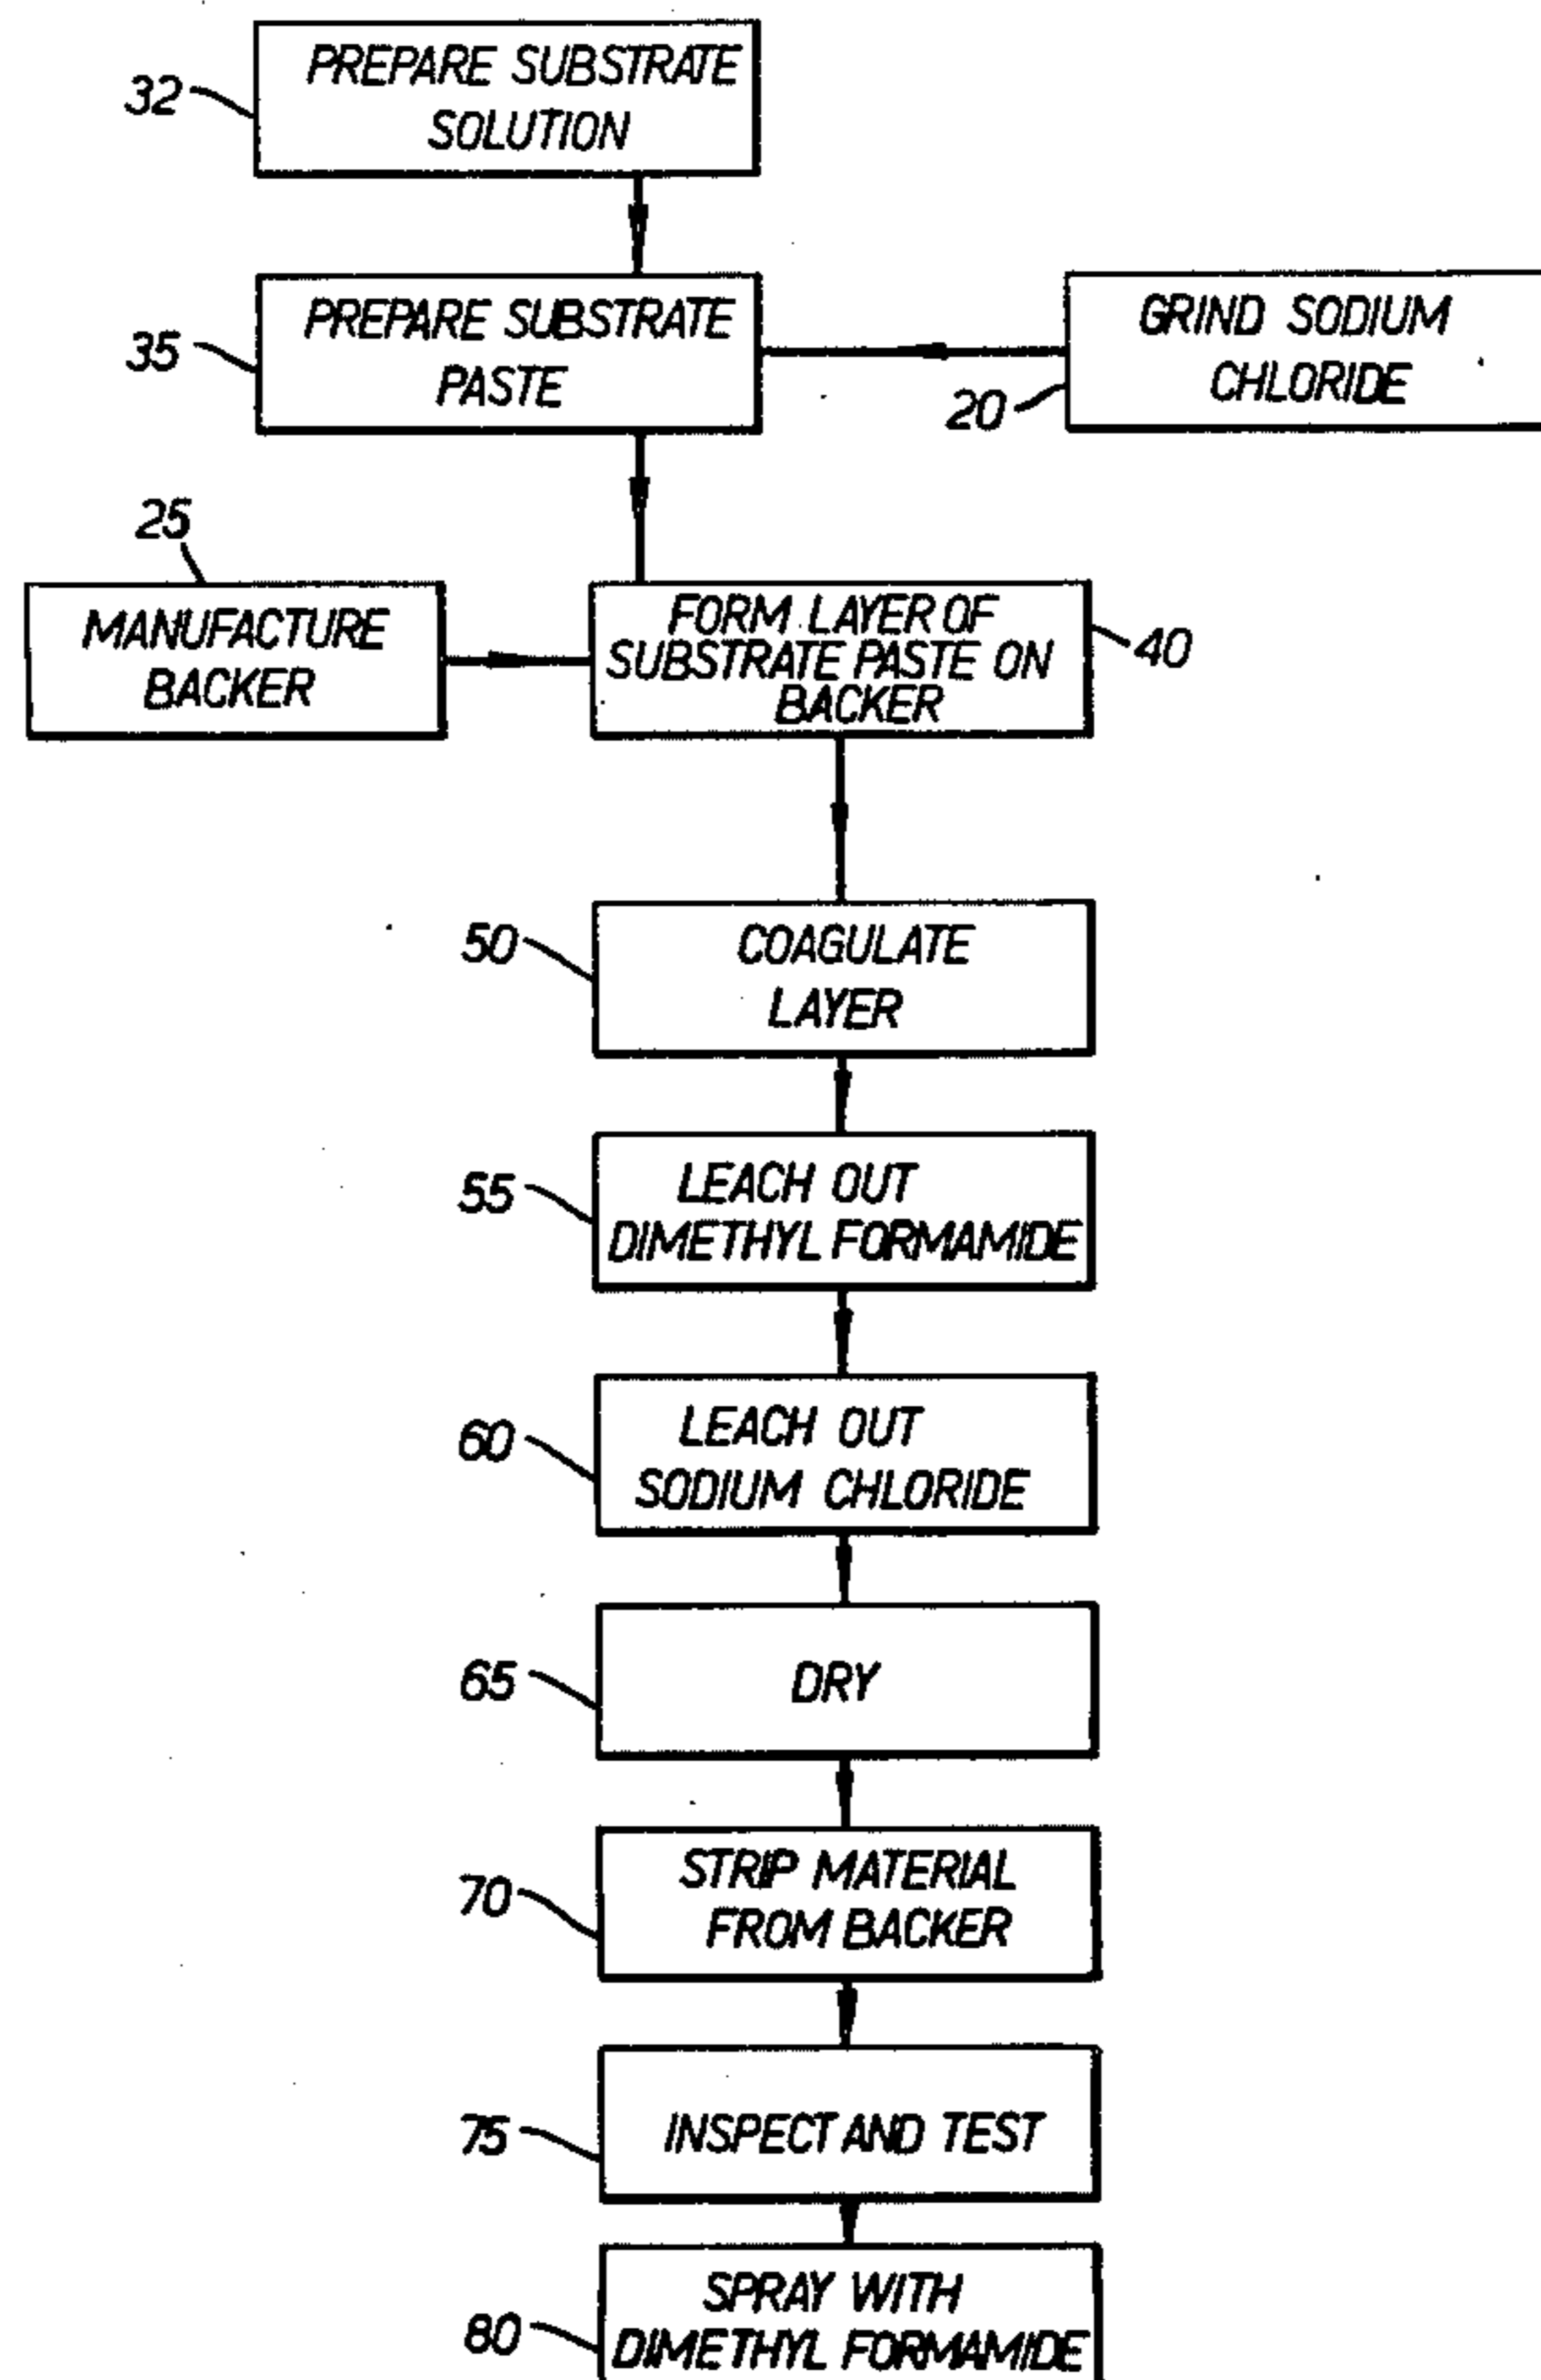 32
PREPARE SUBSTRATE
SOLUTION
35
PREPARE SUBSTRATE
PASTE
GRIND SODIUM
CHLORIDE
20
25
MANUFACTURE
BACKER
FORM LAYER OF
SUBSTRATE PASTE ON
BACKER
40
50
COAGULATE
LAYER
55
LEACH OUT
DIMETHYL FORMAMIDE
60
LEACH OUT
SODIUM CHLORIDE
65
DRY
70
STRIP MATERIAL
FROM BACKER
75
INSPECT AND TEST
80
SPRAY WITH
DIMETHYL FORMAMIDE